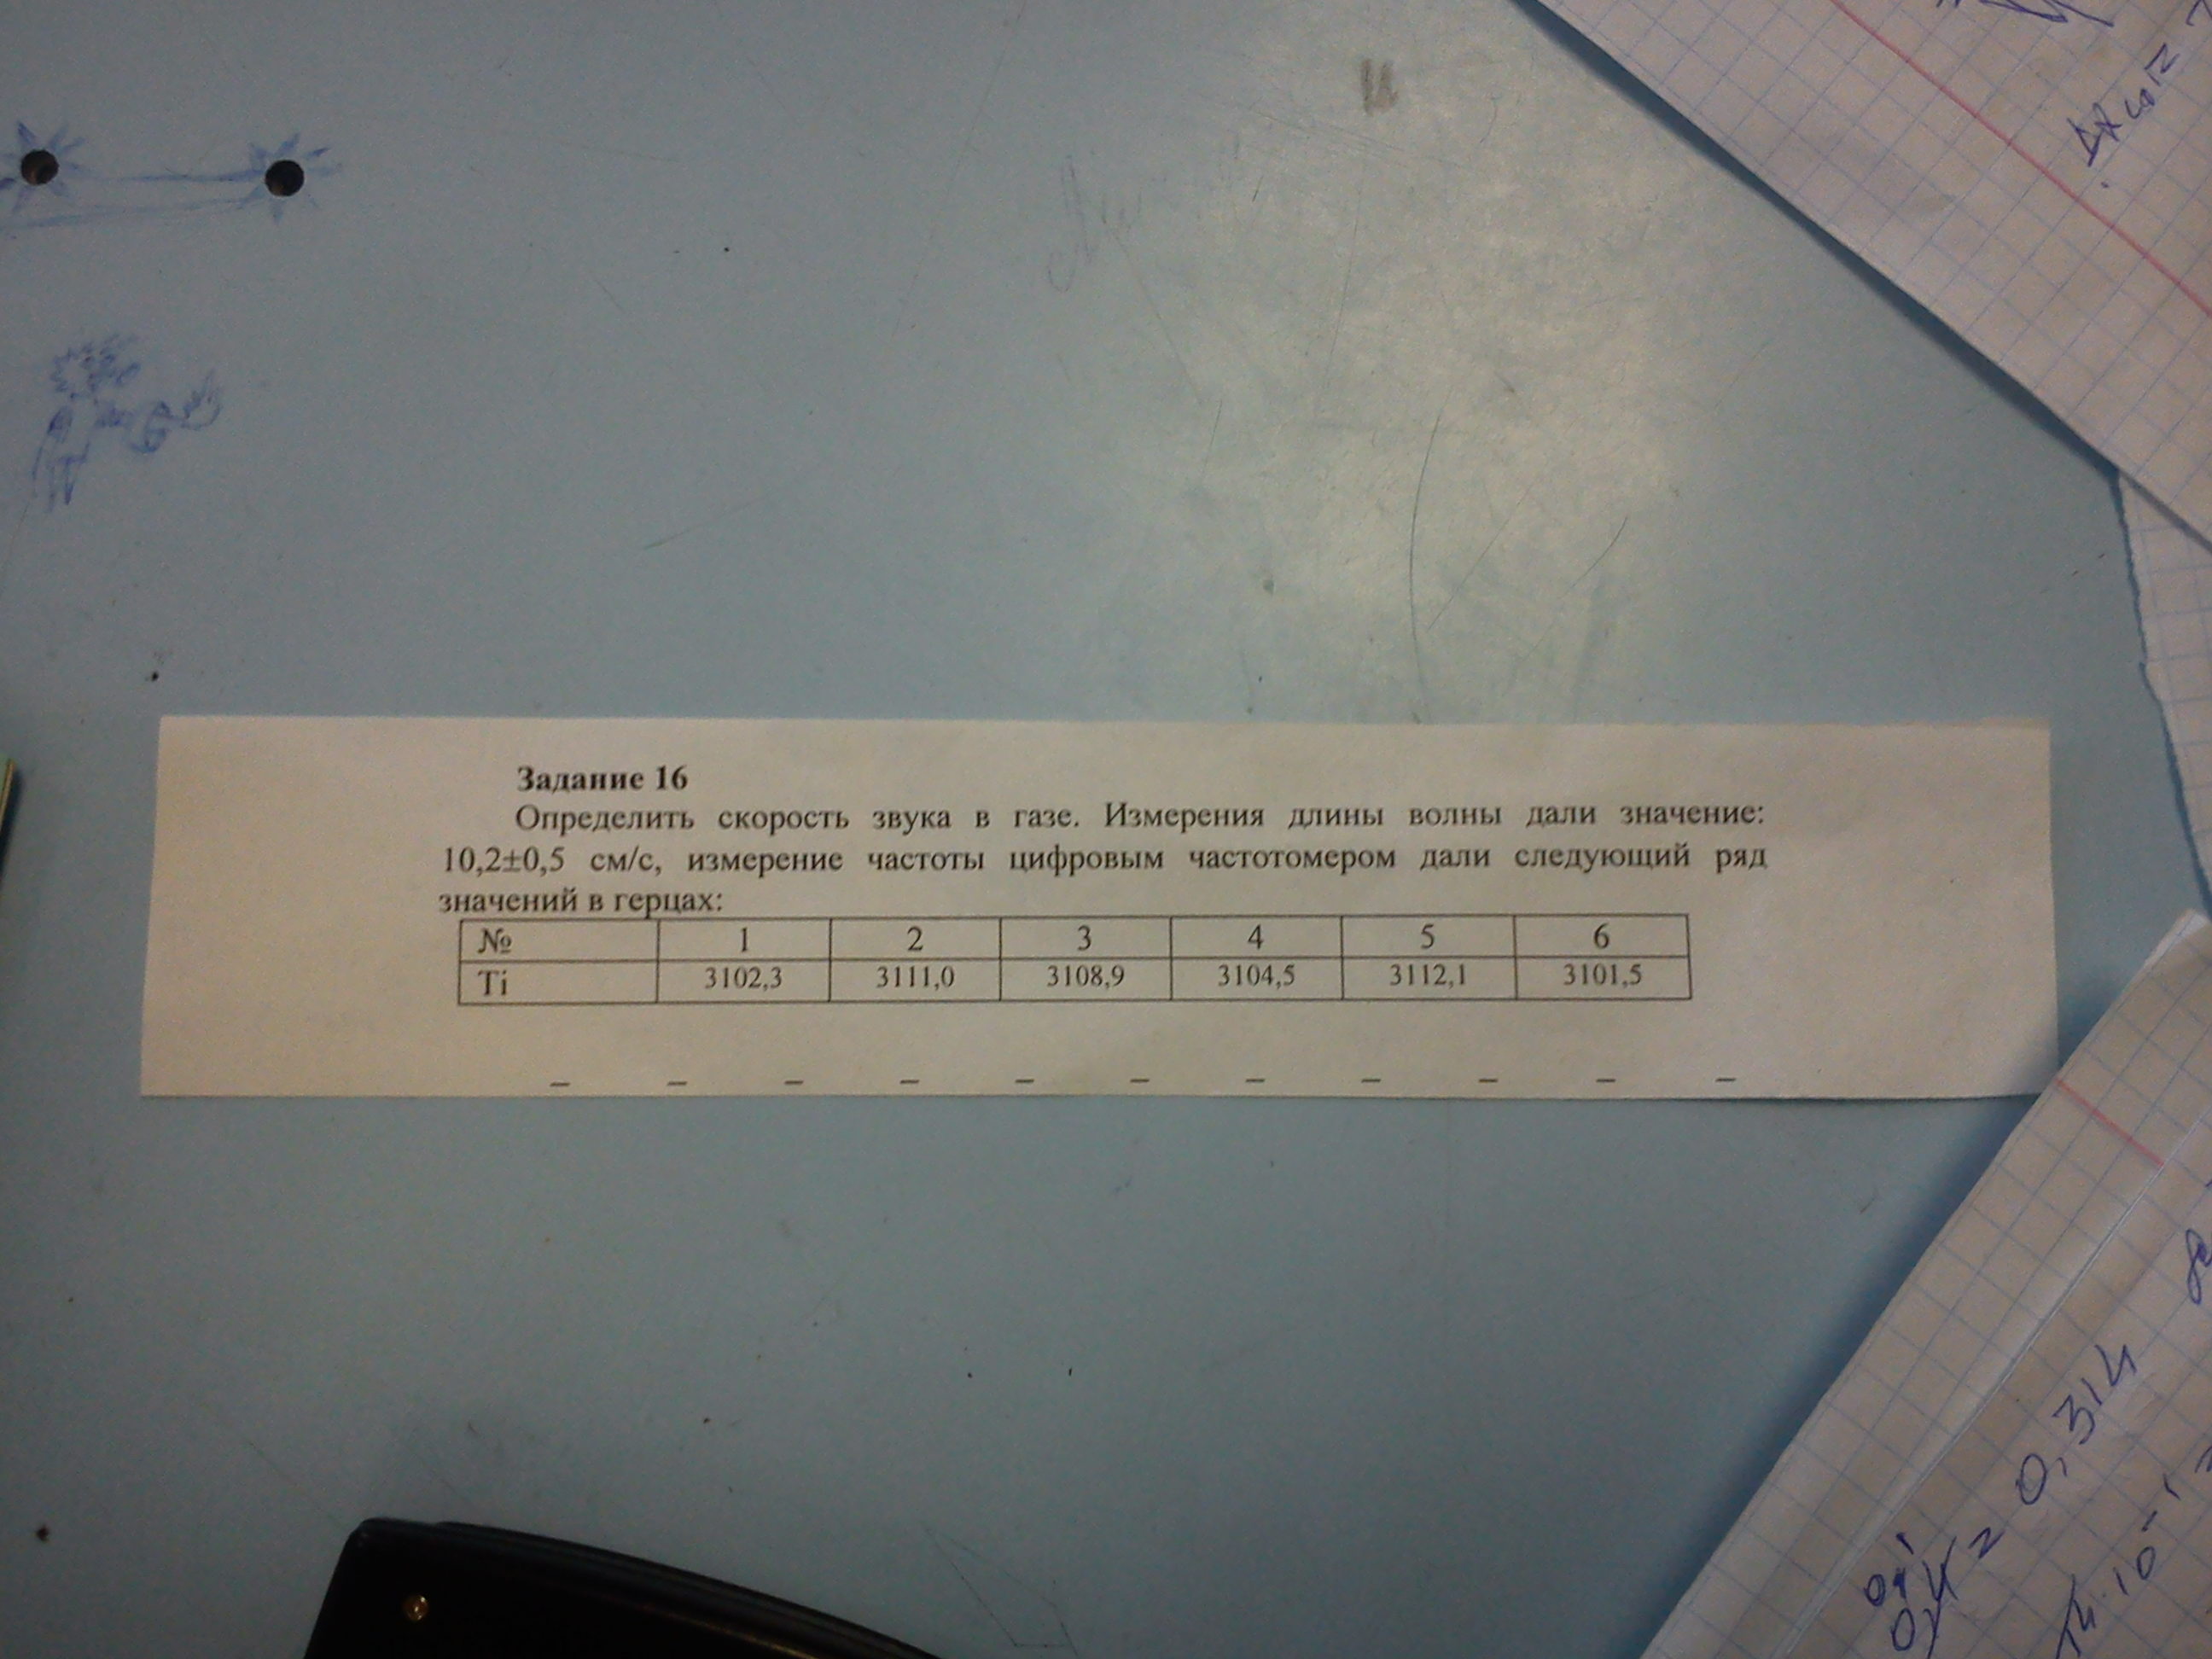 Задание 16
Определить скорость звука в газе. Измерения длины волны дали значение:
10,2±0,5 см/с, измерение частоты цифровым частотомером дали следующий ряд
значений в герцах:
№ 1 2 3 4 5 6
Ti 3102,3 3111,0 3108,9 3104,5 3112,1 3101,5
= 0,314